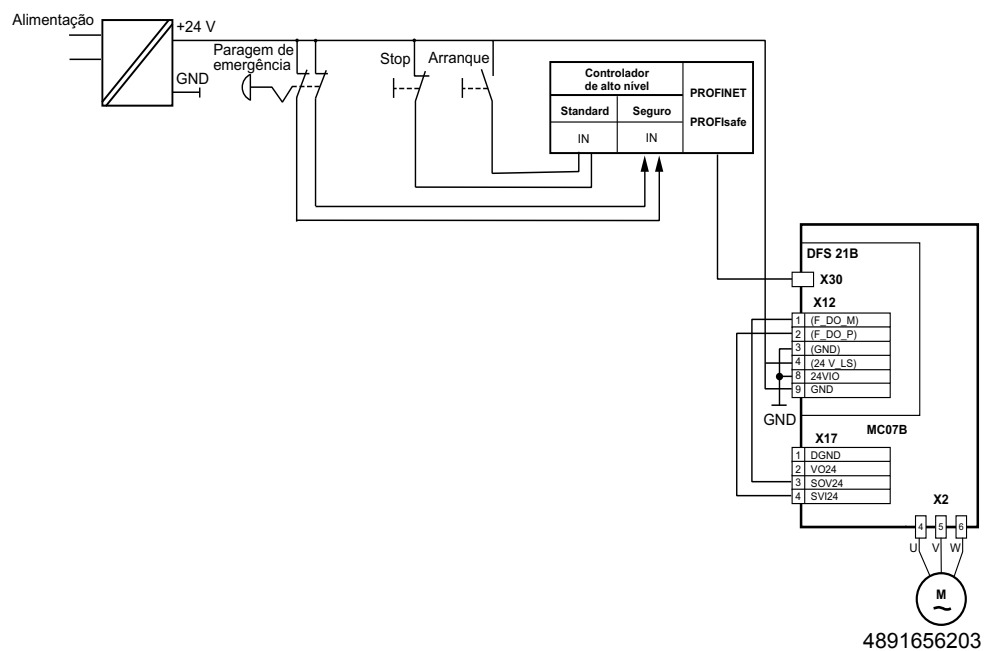 Alimentação
+24 V
GND
Paragem de
emergência
Stop
Arranque
Controlador
de alto nível
PROFINET
PROFIsafe
Standard
Seguro
IN
IN
DFS 21B
X30
X12
1 (F_DO_M)
2 (F_DO_P)
3 (GND)
4 (24 V_LS)
8 24VIO
9 GND
GND
MC07B
X17
1 DGND
2 VO24
3 SOV24
4 SVI24
X2
4 5 6
U V W
M
~
4891656203